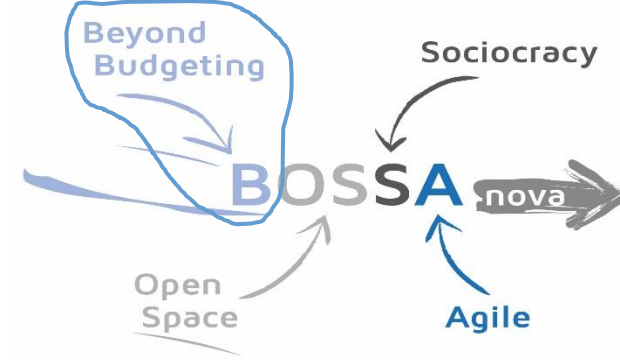 Beyond
Budgeting
Sociocracy
BOSSA nova
Open
Space
Agile